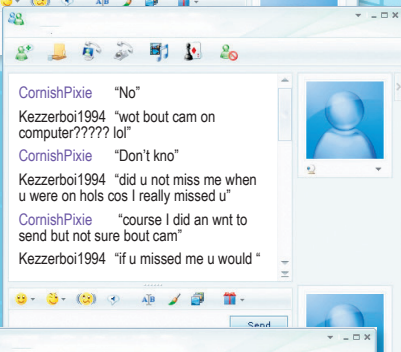 CornishPixie “No”
Kezzerboi1994 “wot bout cam on
computer????? lol”
CornishPixie “Don’t kno”
Kezzerboi1994 “did u not miss me when
u were on hols cos I really missed u”
CornishPixie “course I did an wnt to
send but not sure bout cam”
Kezzerboi1994 “if u missed me u would “
A|B
Send